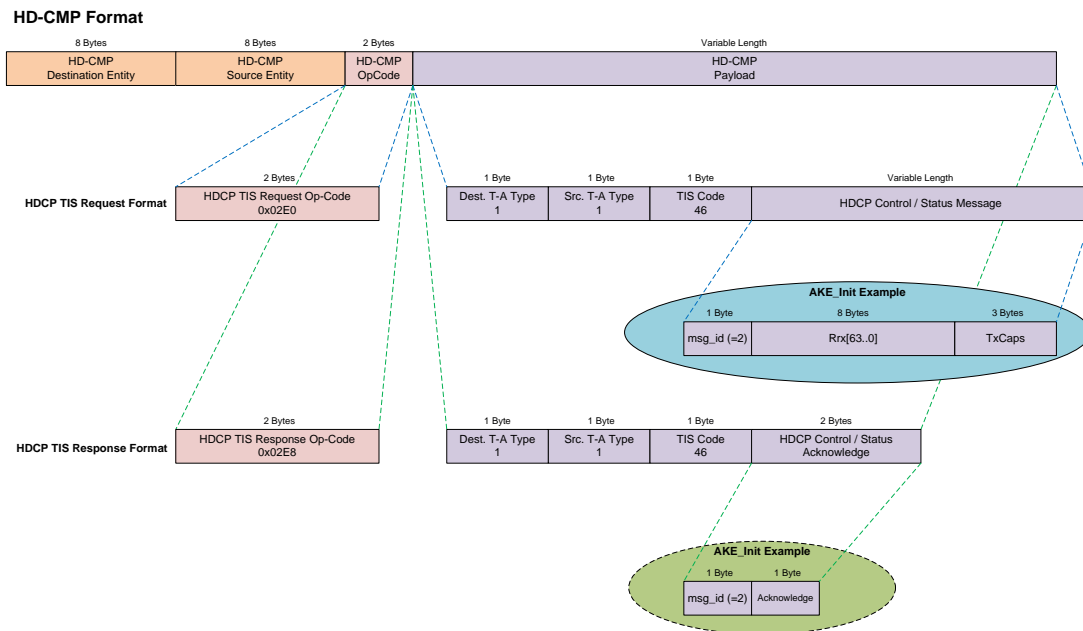 HD-CMP Format
8 Bytes 8 Bytes 2 Bytes Variable Length
HD-CMP HD-CMP HD-CMP HD-CMP
Destination Entity Source Entity OpCode Payload
2 Bytes 1 Byte 1 Byte 1 Byte Variable Length
HDCP TIS Request Format HDCP TIS Request Op-Code Dest. T-A Type Src. T-A Type TIS Code HDCP Control / Status Message
0x02E0 1 1 46
AKE_Init Example
1 Byte 8 Bytes 3 Bytes
msg_id (=2) Rrx[63..0] TxCaps
2 Bytes 1 Byte 1 Byte 1 Byte 2 Bytes
HDCP TIS Response Format HDCP TIS Response Op-Code Dest. T-A Type Src. T-A Type TIS Code HDCP Control / Status
0x02E8 1 1 46 Acknowledge
AKE_Init Example
1 Byte 1 Byte
msg_id (=2) Acknowledge